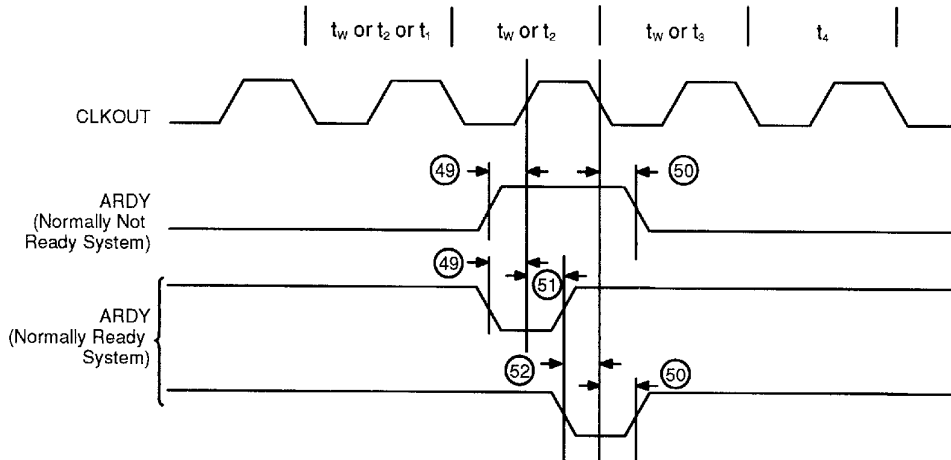 tW or t2 or t1
tW or t2
tW or t3
t4
CLKOUT
49
50
ARDY
(Normally Not
Ready System)
49
51
ARDY
(Normally Ready
System)
52
50